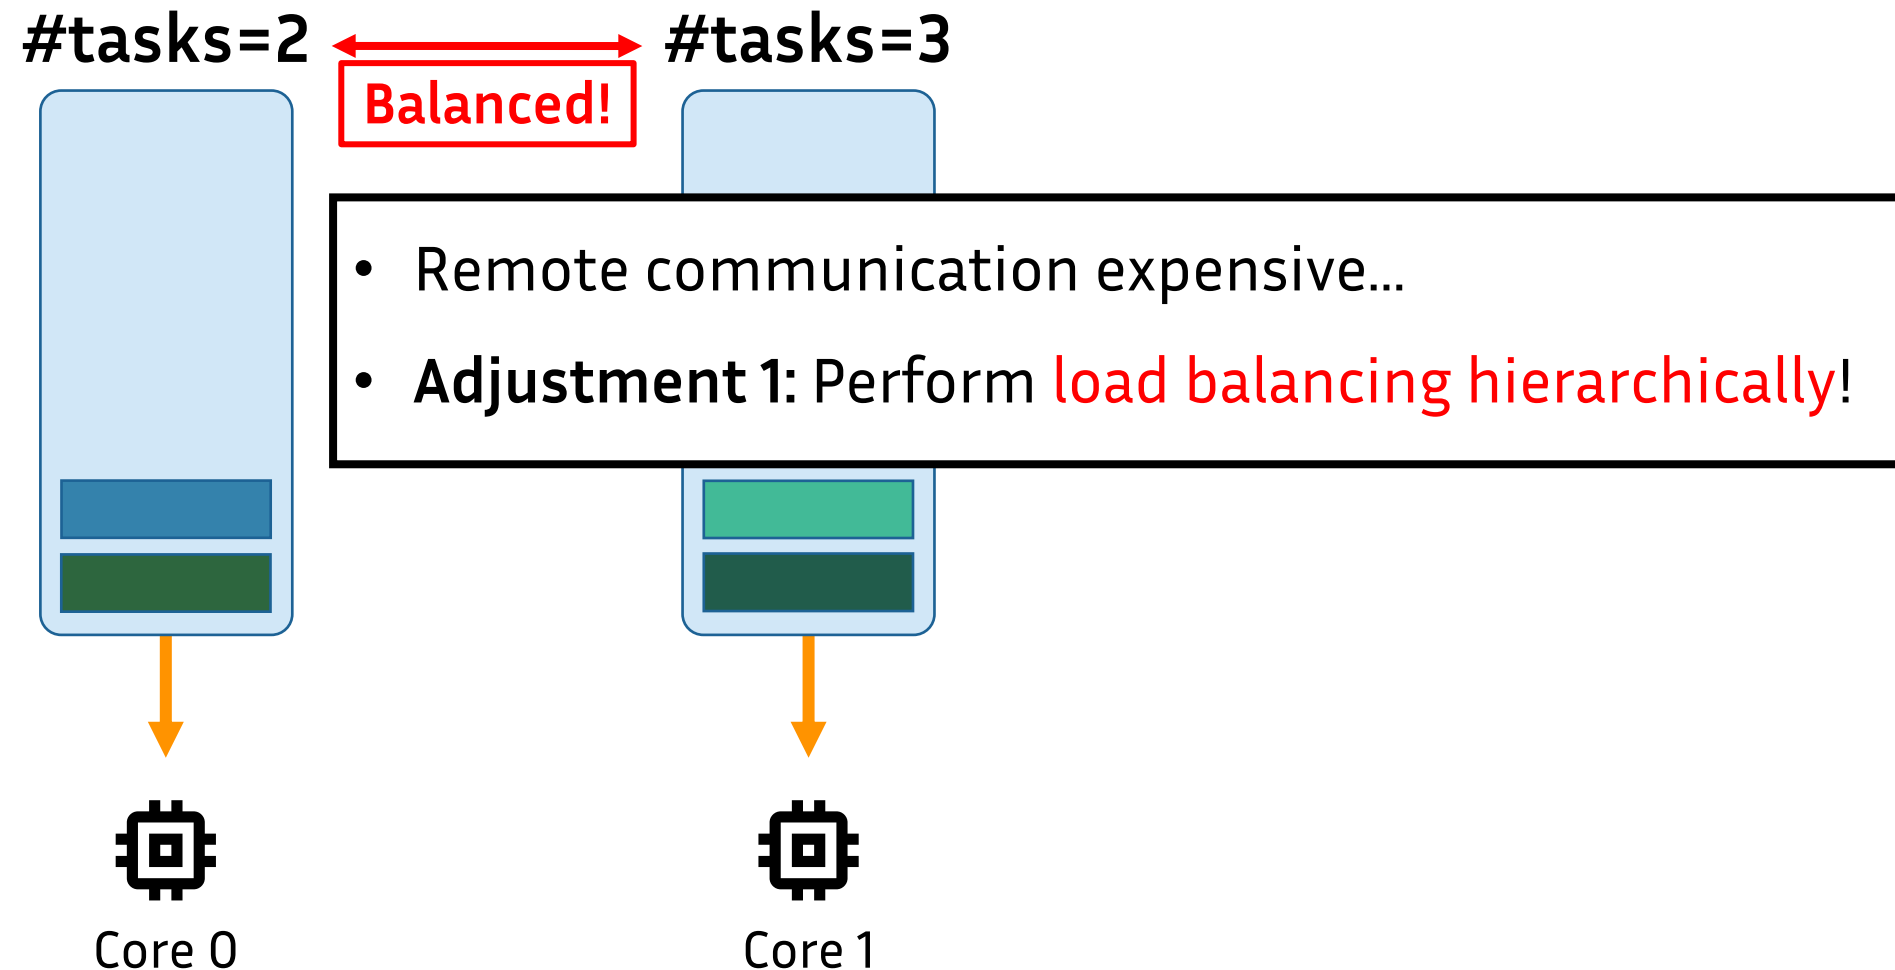 #tasks=2
#tasks=3
Balanced!
• Remote communication expensive...
• Adjustment 1: Perform load balancing hierarchically!
Core 0
Core 1